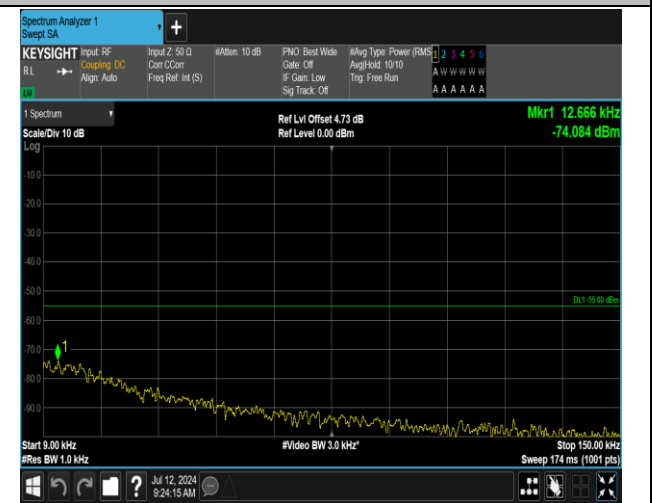 Spectrum Analyzer 1
Swept SA
+
KEYSIGHT Input: RF Input Z: 50 Ω #Atten: 10 dB PNO: Best Wide #Avg Type: Power (RMS 1 2 3 4 5 6
RL Coupling: DC Corr CCorr Gate: Off Avg|Hold: 10/10 A W W W W W
Align: Auto Freq Ref: Int (S) IF Gain: Low Trig: Free Run
Sig Track: Off A A A A A A
1 Spectrum Ref Lvl Offset 4.73 dB Mkr1 12.666 kHz
Scale/Div 10 dB Ref Level 0.00 dBm -74.084 dBm
Log
-10.0
-20.0
-30.0
-40.0
-50.0
DL1 -55.00 dBm
-60.0
-70.0 1
-80.0
-90.0
Start 9.00 kHz #Video BW 3.0 kHz* Stop 150.00 kHz
#Res BW 1.0 kHz Sweep 174 ms (1001 pts)
? Jul 12, 2024
9:24:15 AM